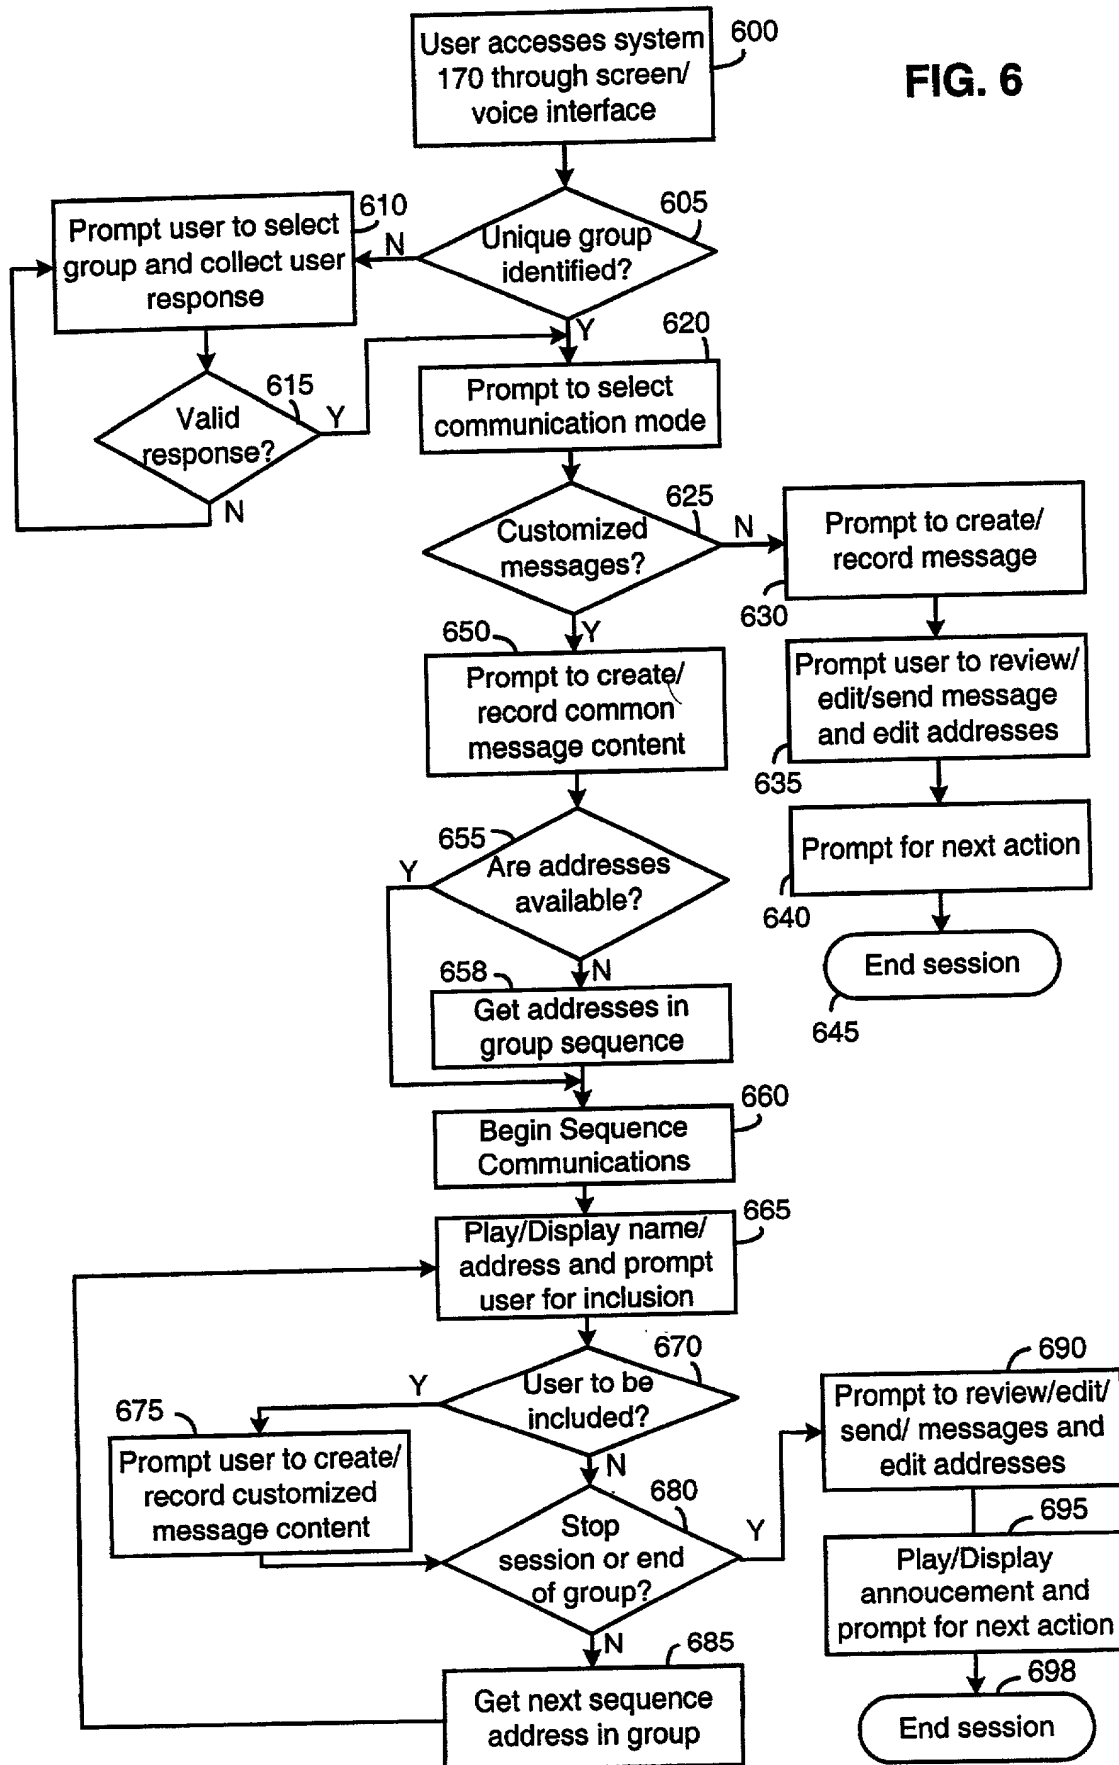 FIG. 6
600
User accesses system
170 through screen/
voice interface
605
Unique group
identified?
N
Y
610
Prompt user to select
group and collect user
response
615
Valid
response?
Y
N
620
Prompt to select
communication mode
625
Customized
messages?
N
Y
Prompt to create/
record message
630
Prompt user to review/
edit/send message
and edit addresses
635
Prompt for next action
640
End session
645
650
Prompt to create/
record common
message content
655
Are addresses
available?
Y
N
658
Get addresses in
group sequence
660
Begin Sequence
Communications
665
Play/Display name/
address and prompt
user for inclusion
670
User to be
included?
Y
N
675
Prompt user to create/
record customized
message content
680
Stop
session or end
of group?
Y
N
685
Get next sequence
address in group
690
Prompt to review/edit/
send/ messages and
edit addresses
695
Play/Display
annoucement and
prompt for next action
698
End session